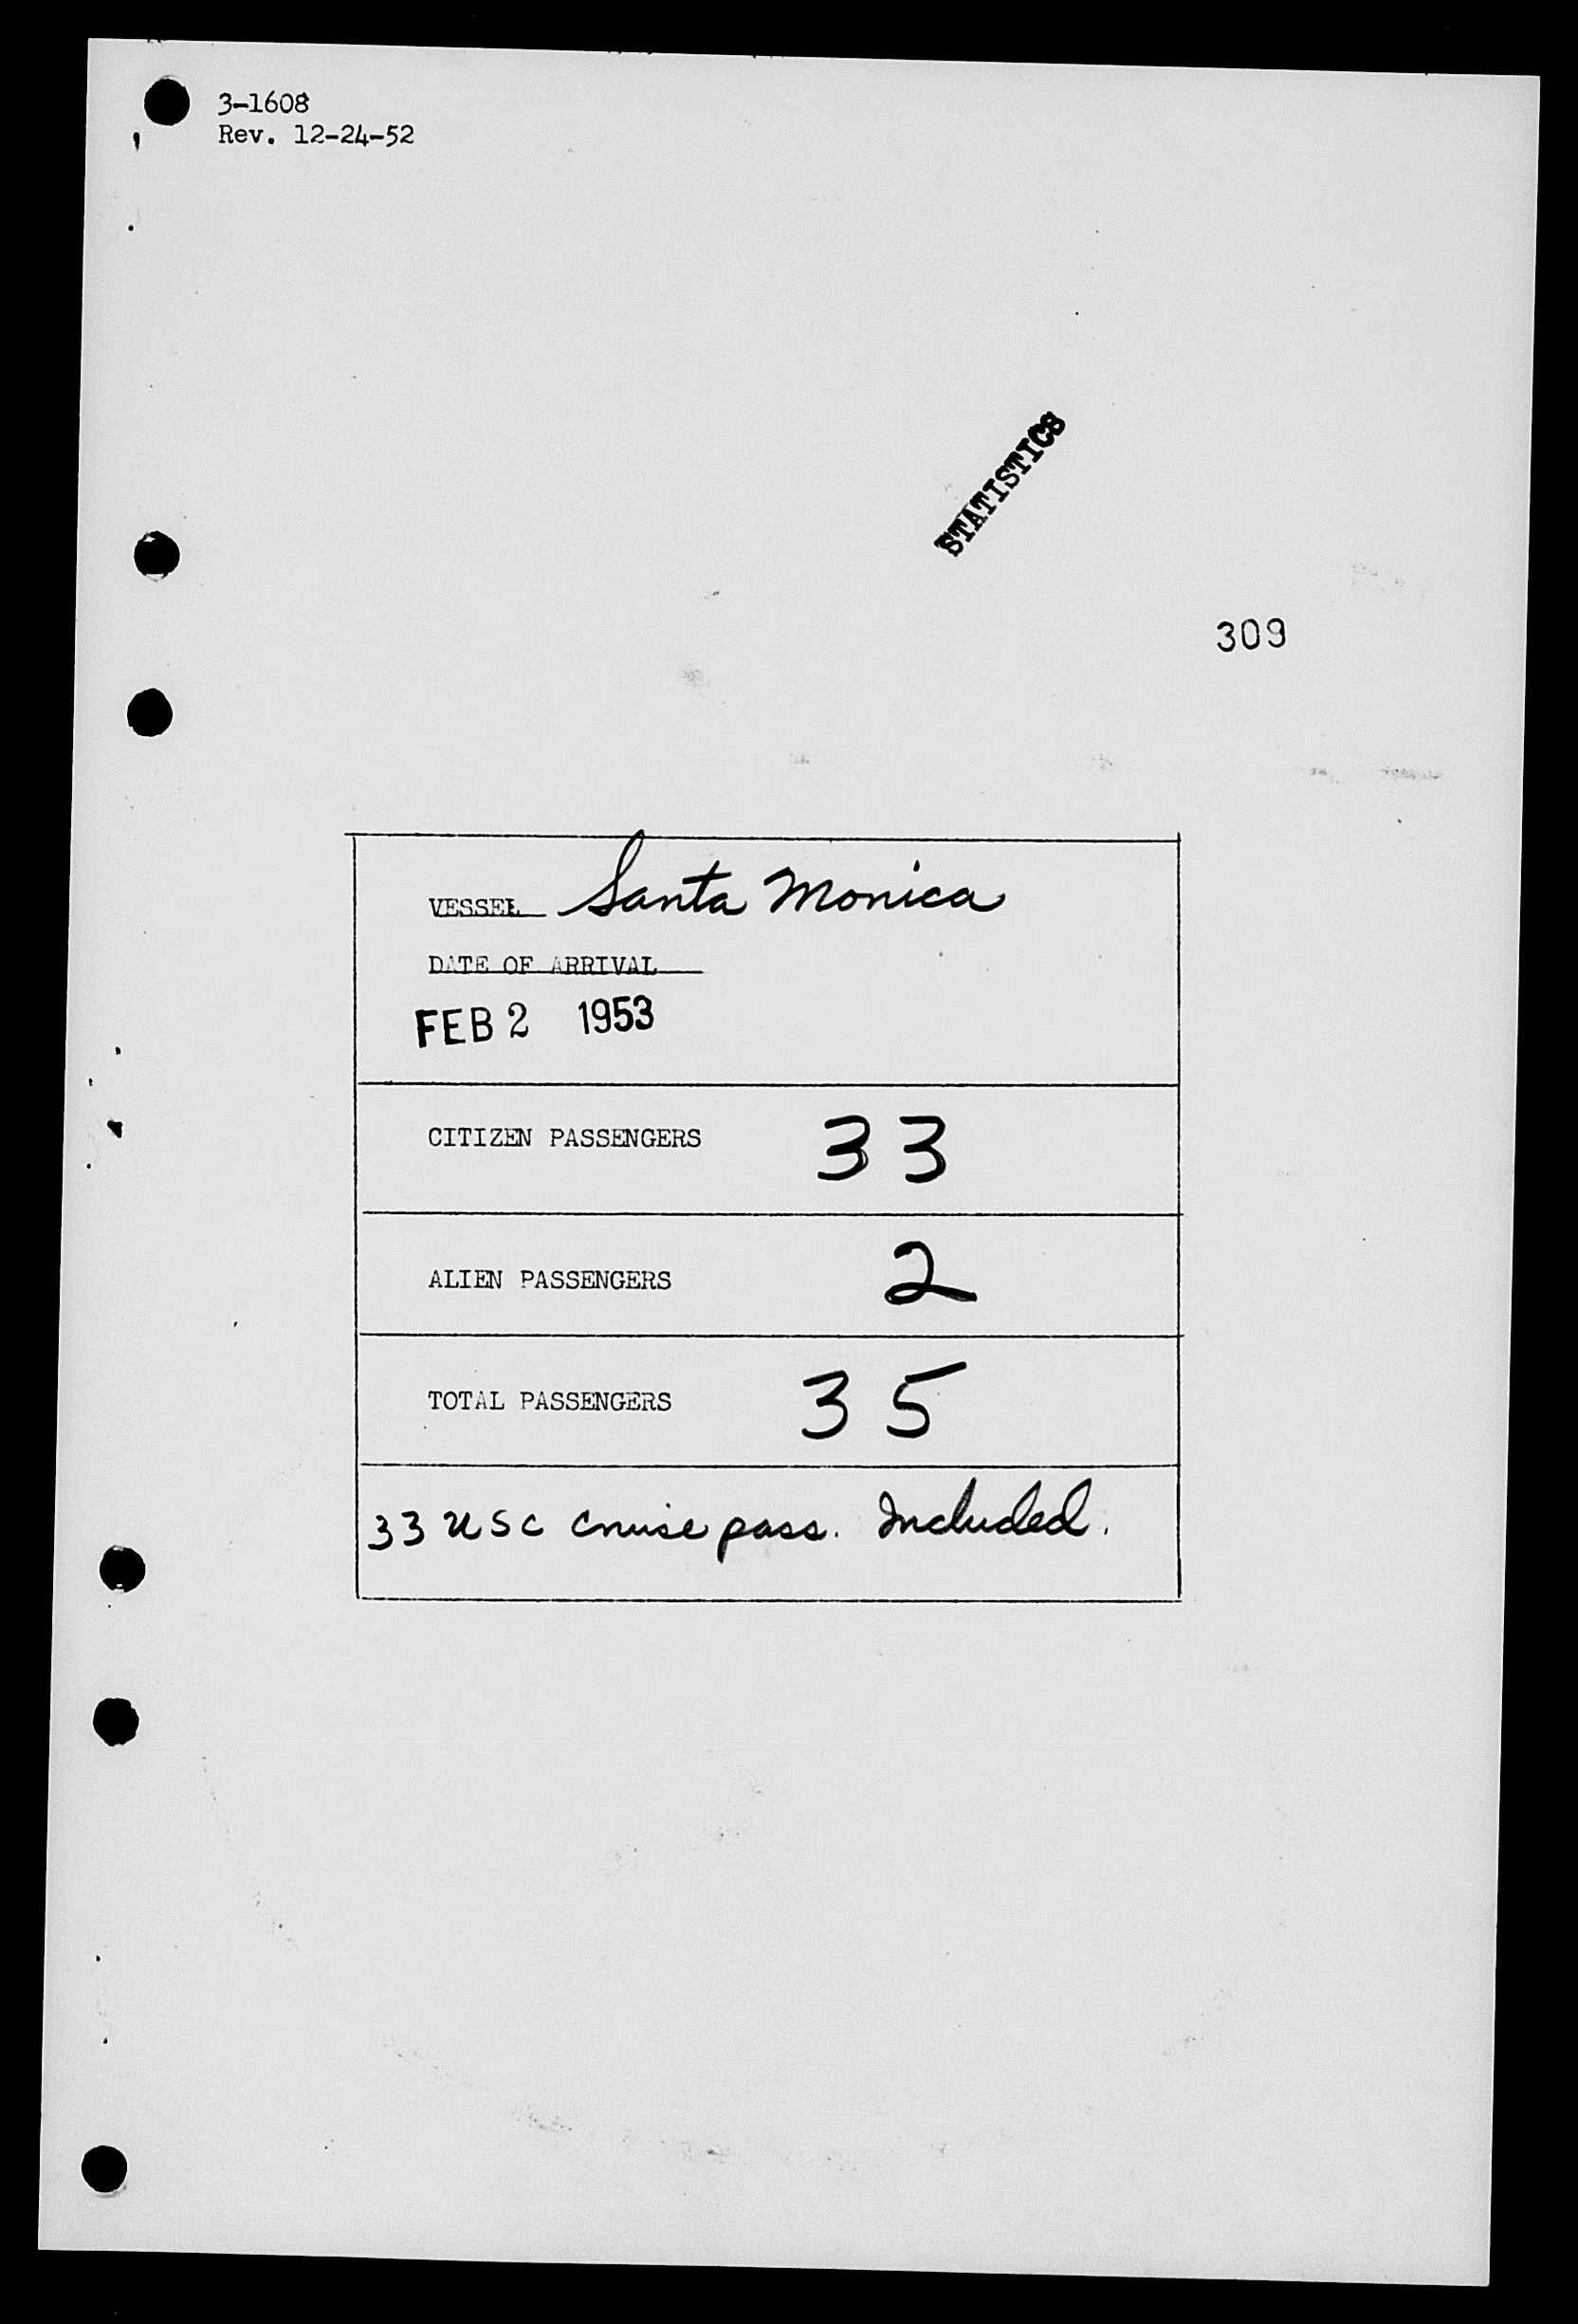 3-1608
Rev. 12-24-52
STATISTICS
309
VESSEL Santa Monica
DATE OF ARRIVAL
FEB 2 1953
CITIZEN PASSENGERS 33
ALIEN PASSENGERS 2
TOTAL PASSENGERS 35
33 USC cruise pass. Included.